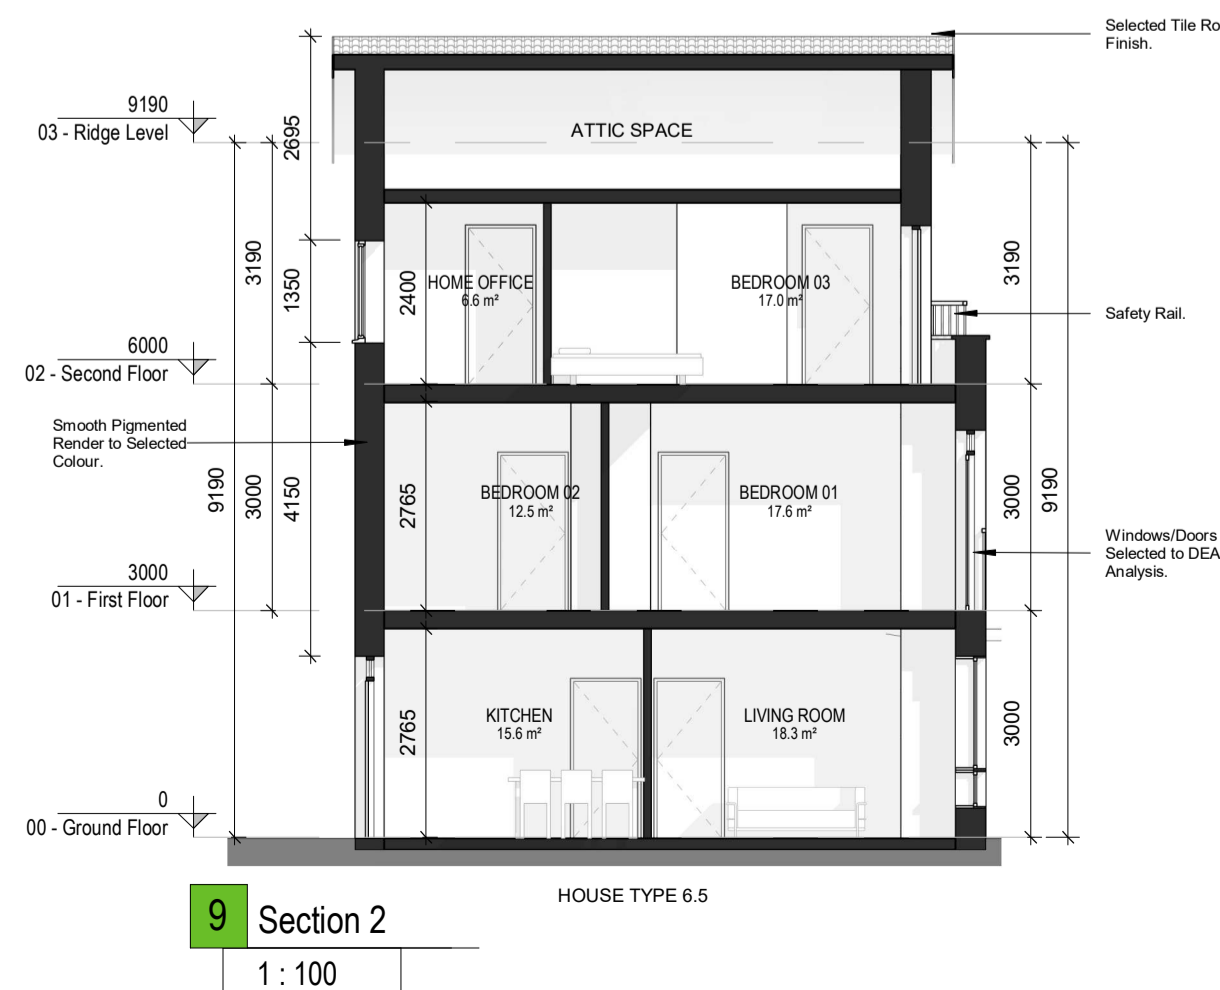 Selected Tile Ro
Finish.
9190
03 - Ridge Level
2695
ATTIC SPACE
3190
1350
2400
HOME OFFICE
6.6 m²
BEDROOM 03
17.0 m²
3190
Safety Rail.
6000
02 - Second Floor
Smooth Pigmented
Render to Selected
Colour.
9190
3000
4150
2765
BEDROOM 02
12.5 m²
BEDROOM 01
17.6 m²
3000
9190
Windows/Doors
Selected to DEA
Analysis.
3000
01 - First Floor
2765
KITCHEN
15.6 m²
LIVING ROOM
18.3 m²
3000
0
00 - Ground Floor
HOUSE TYPE 6.5
9
Section 2
1 : 100